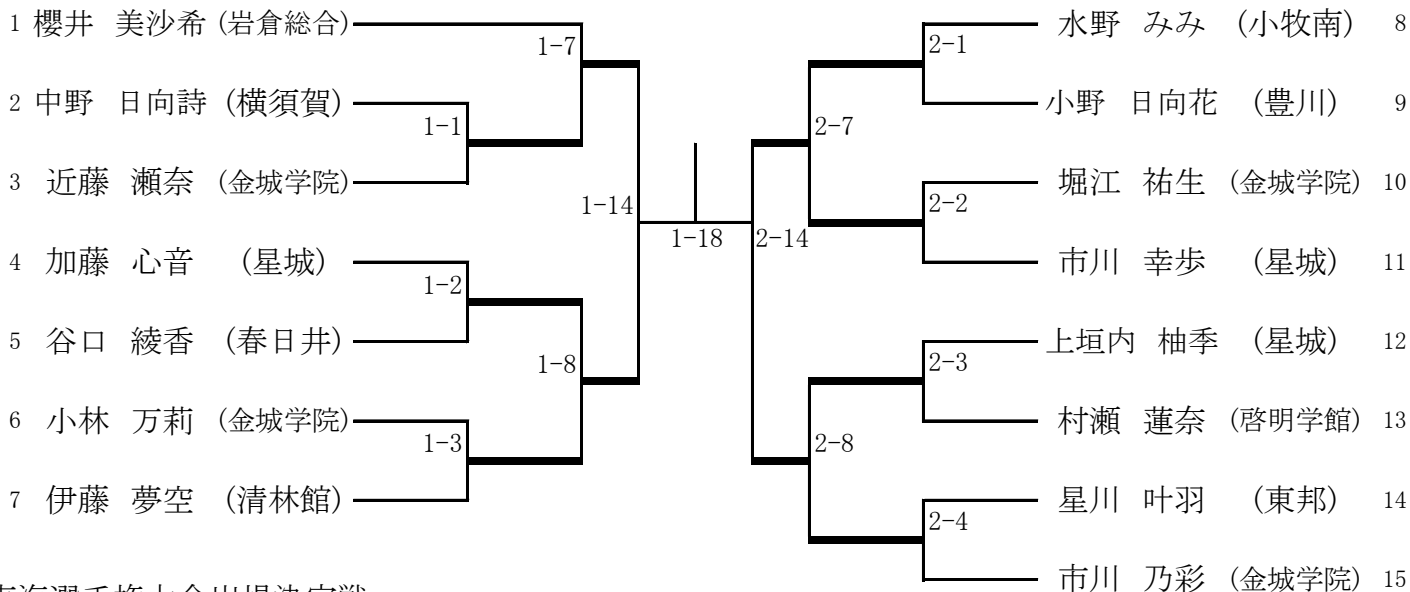 1 櫻井 美沙希 (岩倉総合)
2 中野 日向詩 (横須賀)
3 近藤 瀬奈 (金城学院)
4 加藤 心音 (星城)
5 谷口 綾香 (春日井)
6 小林 万莉 (金城学院)
7 伊藤 夢空 (清林館)
1-7
1-1
1-14
1-2
1-8
1-3
1-18
2-14
2-1
2-7
2-2
2-3
2-8
2-4
水野 みみ (小牧南) 8
小野 日向花 (豊川) 9
堀江 祐生 (金城学院) 10
市川 幸歩 (星城) 11
上垣内 柚季 (星城) 12
村瀬 蓮奈 (啓明学館) 13
星川 叶羽 (東邦) 14
市川 乃彩 (金城学院) 15